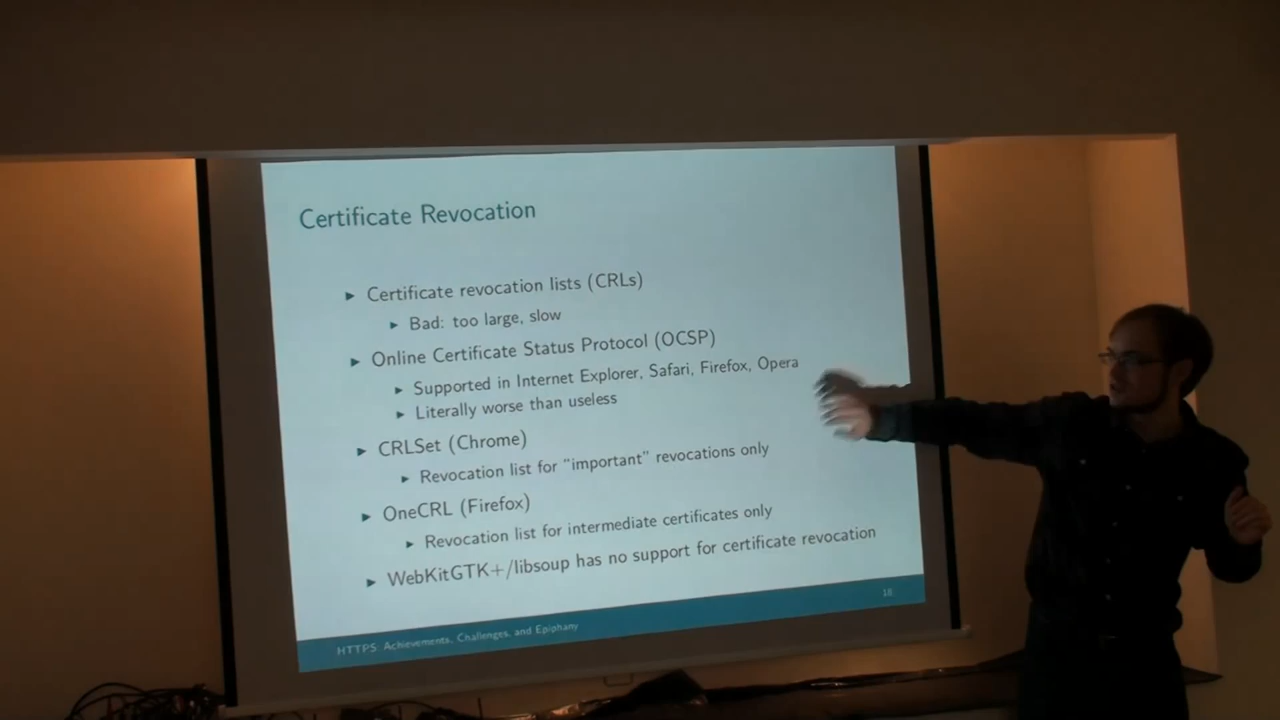 Certificate Revocation
Certificate revocation lists (CRLs)
Bad: too large, slow
Online Certificate Status Protocol (OCSP)
Supported in Internet Explorer, Safari, Firefox, Opera
Literally worse than useless
CRLSet (Chrome)
Revocation list for "important" revocations only
OneCRL (Firefox)
Revocation list for intermediate certificates only
WebKitGTK+/libsoup has no support for certificate revocation
18
HTTPS: Achievements, Challenges, and Epiphany